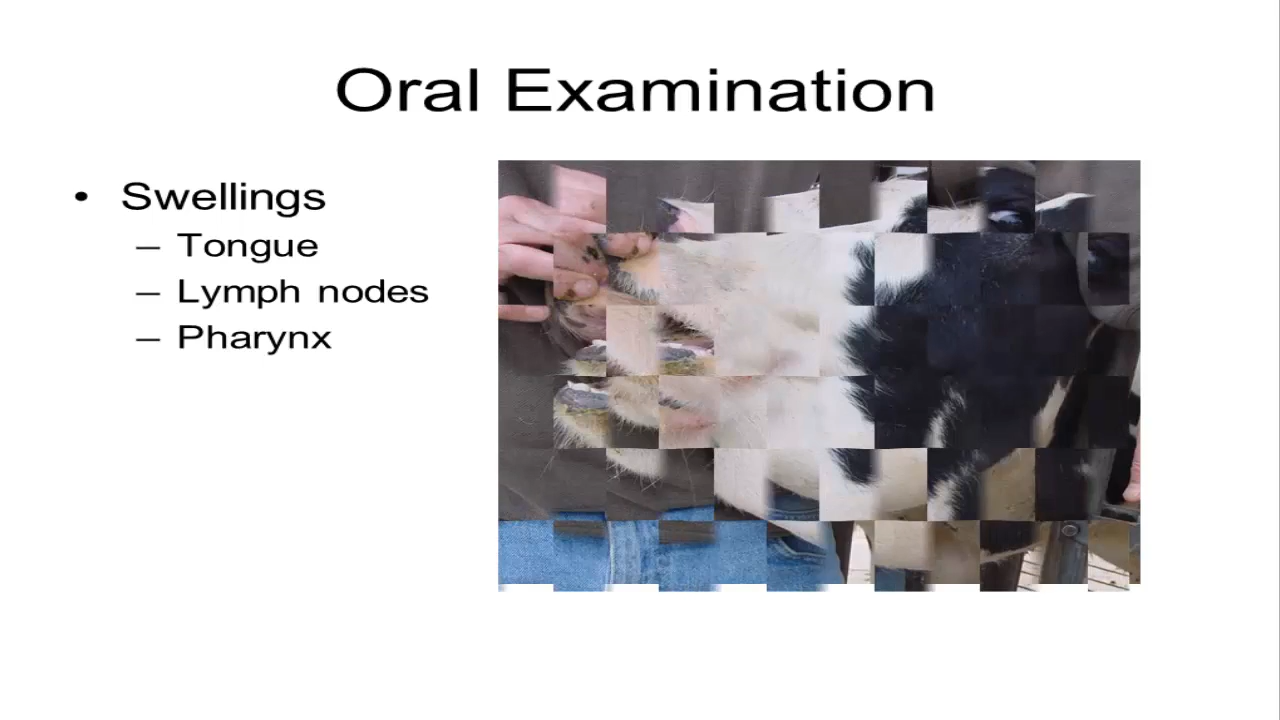 Oral Examination
• Swellings
– Tongue
– Lymph nodes
– Pharynx